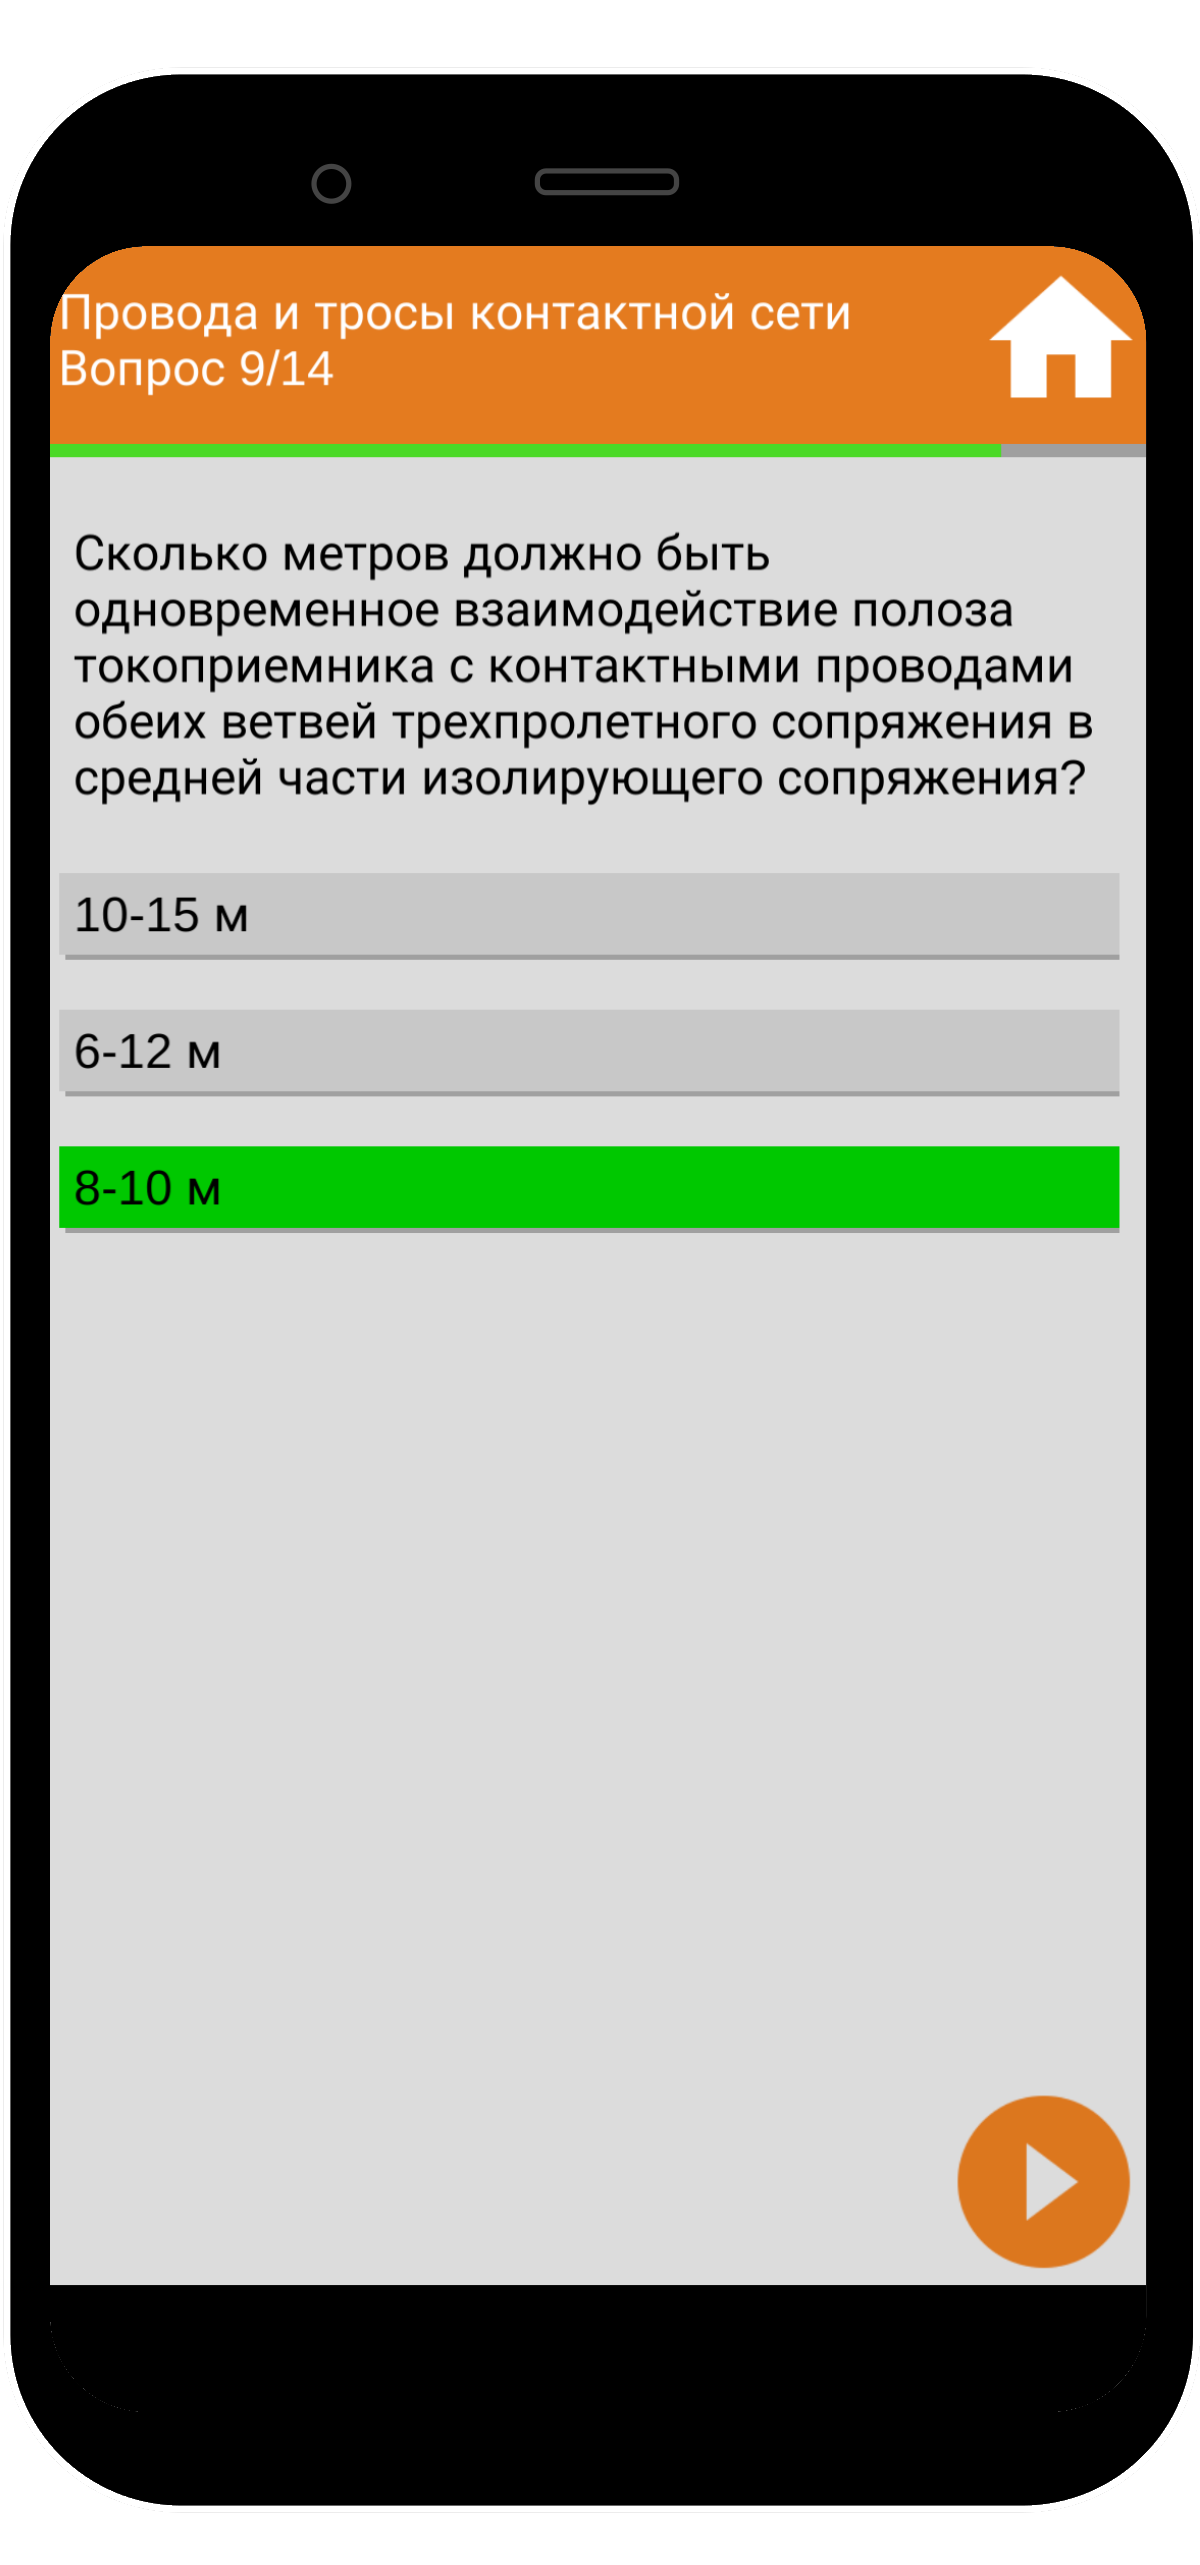 Провода и тросы контактной сети
Вопрос 9/14
Сколько метров должно быть
одновременное взаимодействие полоза
токоприемника с контактными проводами
обеих ветвей трехпролетного сопряжения в
средней части изолирующего сопряжения?
10-15 м
6-12 м
8-10 м